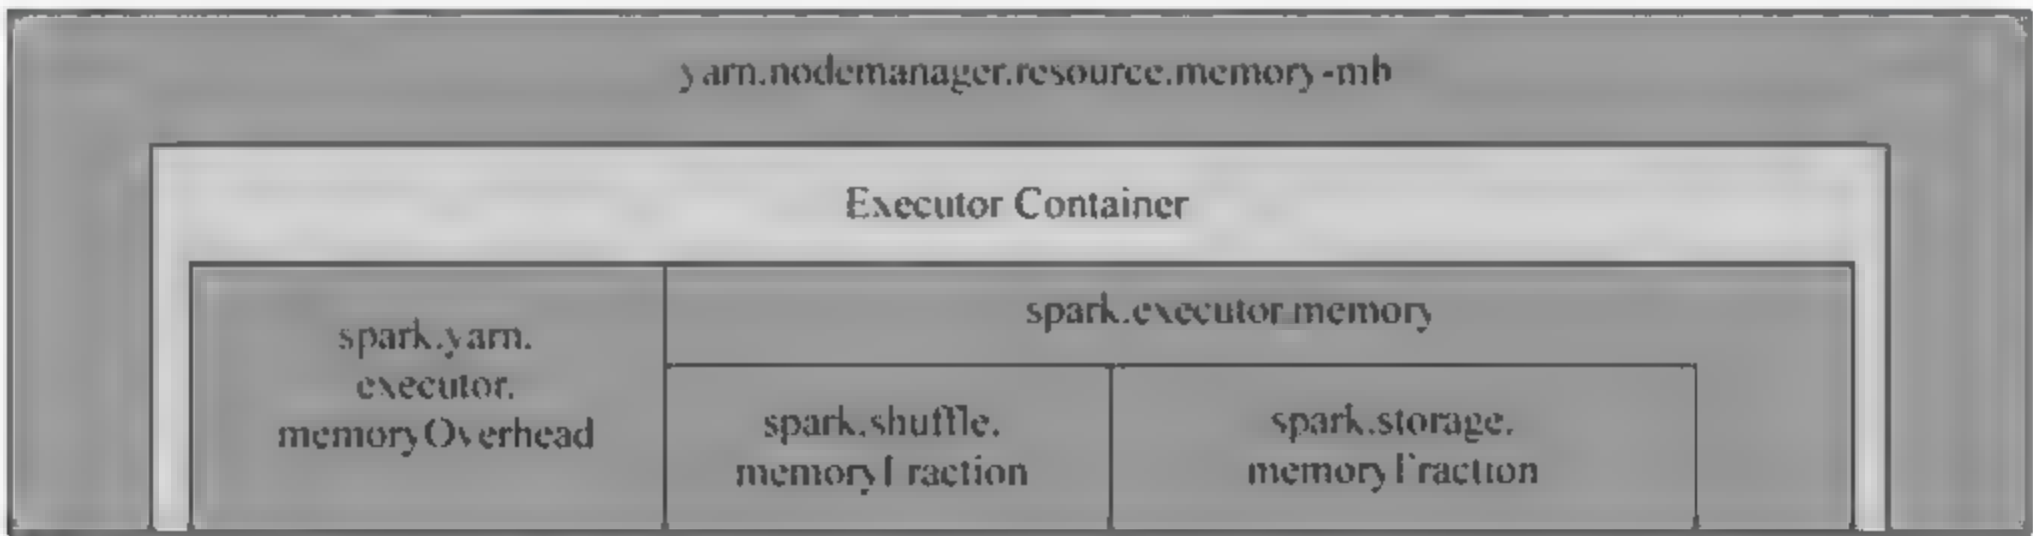 yarn.nodemanager.resource.memory-mb
Executor Container
spark.executor.memory
spark.yarn.
executor.
memoryOverhead
spark.shuffle.
memoryFraction
spark.storage.
memoryFraction